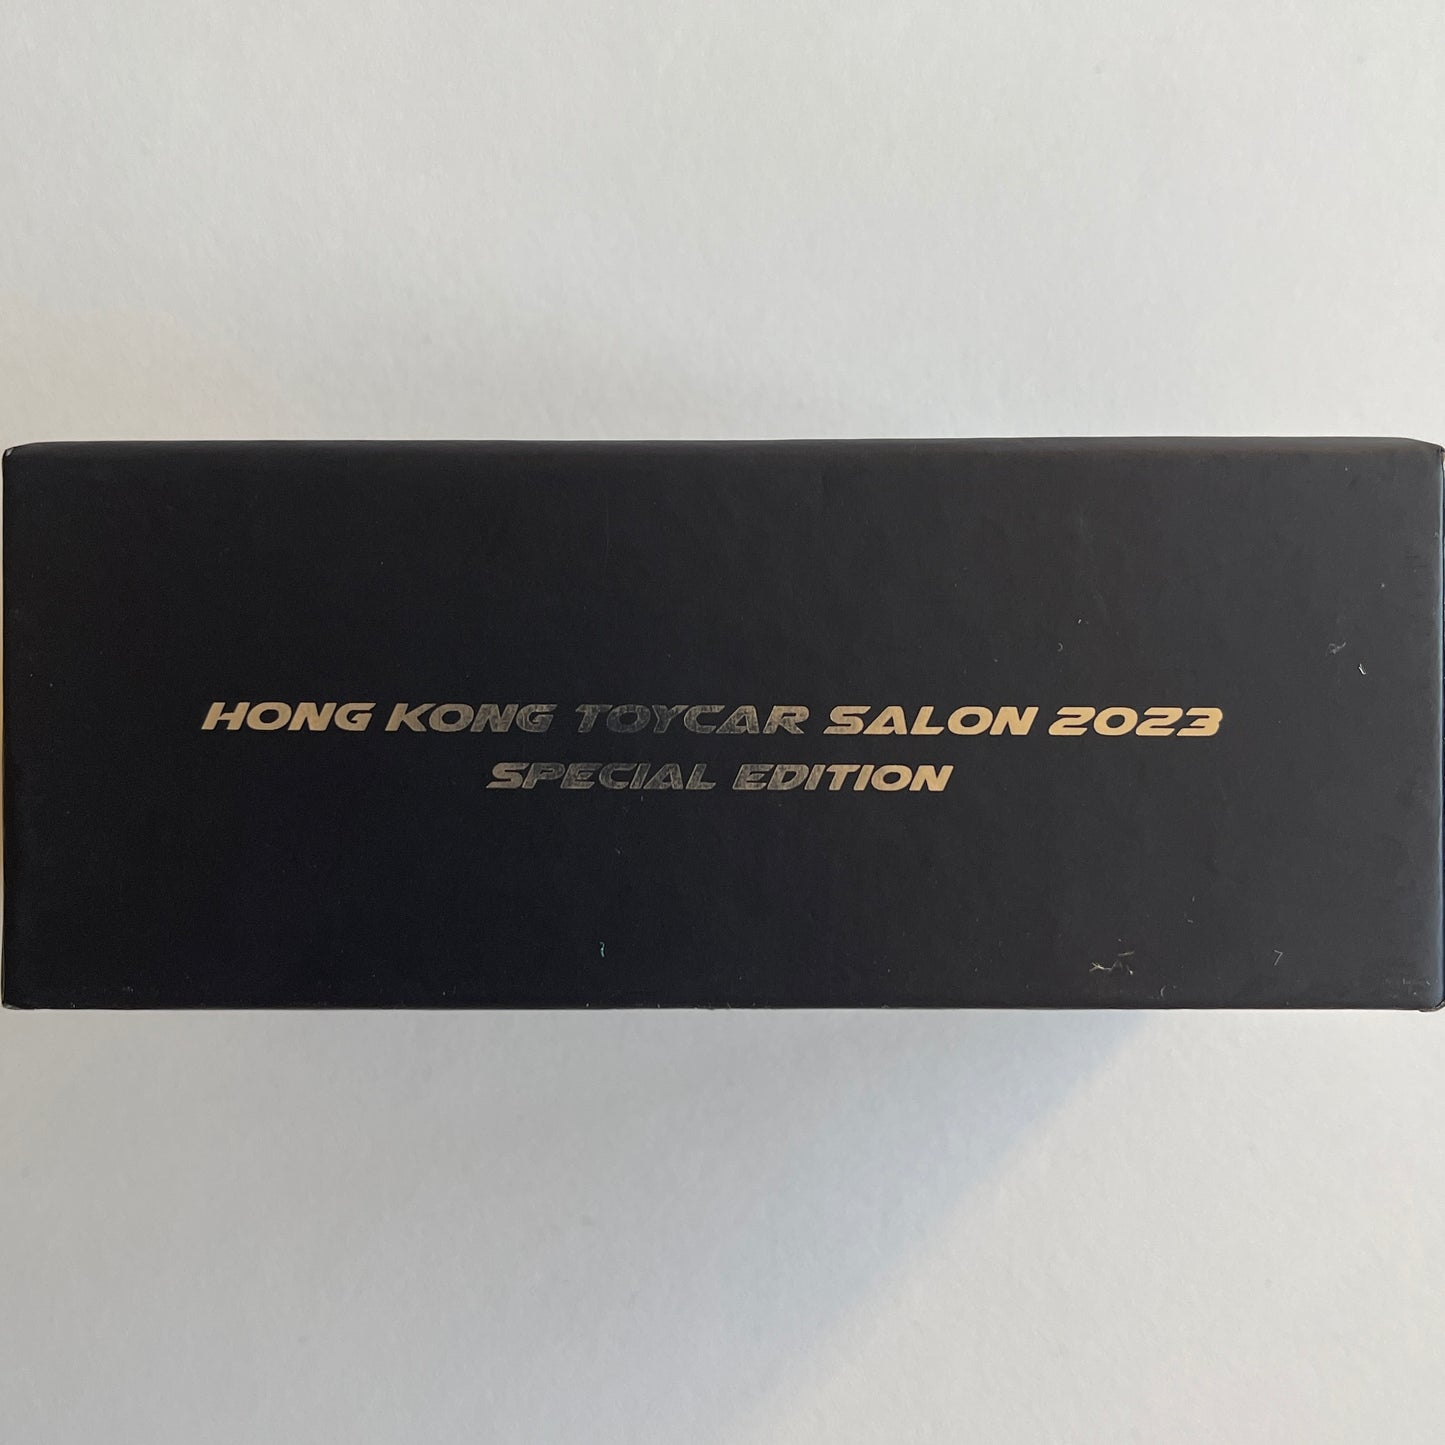 HONG KONG TOYCAR SALON 2023
SPECIAL EDITION